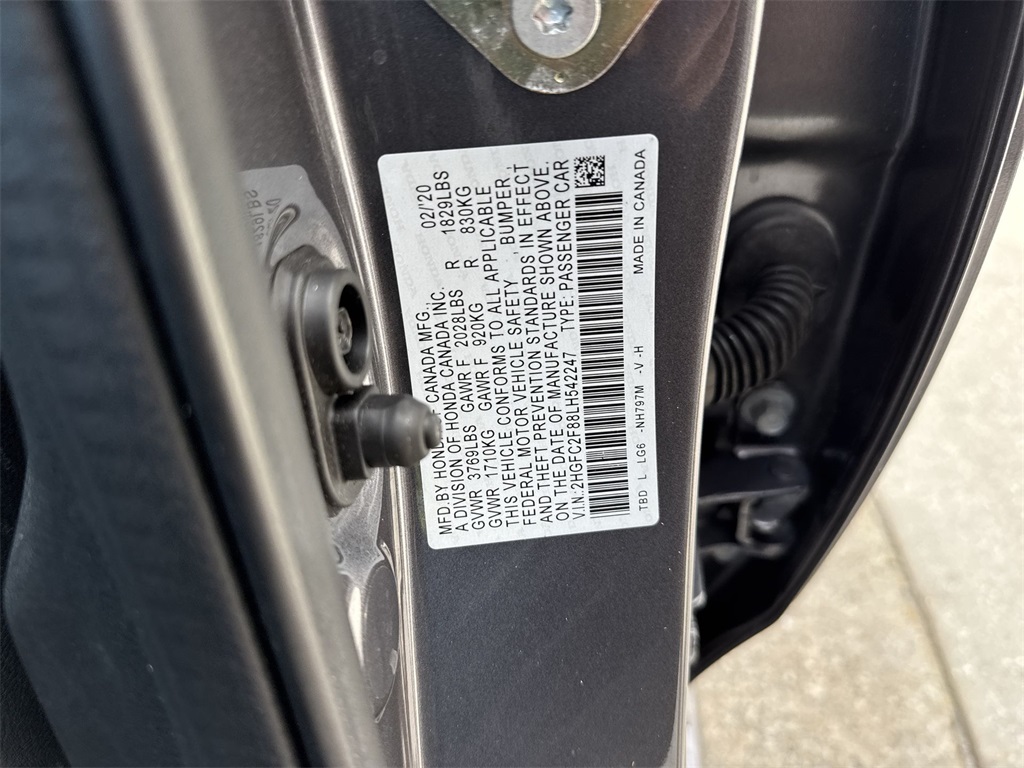 MFD.BY HONDA OF CANADA MFG.; 02/'20
A DIVISION OF HONDA CANADA INC.
GVWR 3769LBS GAWR F 2028LBS R 1829LBS
GVWR 1710KG GAWR F 920KG R 830KG
THIS VEHICLE CONFORMS TO ALL APPLICABLE
FEDERAL MOTOR VEHICLE SAFETY, BUMPER,
AND THEFT PREVENTION STANDARDS IN EFFECT
ON THE DATE OF MANUFACTURE SHOWN ABOVE.
V.I.N:2HGFC2F88LH542247 TYPE: PASSENGER CAR
TBD L LG6 -NH797M -V -H MADE IN CANADA